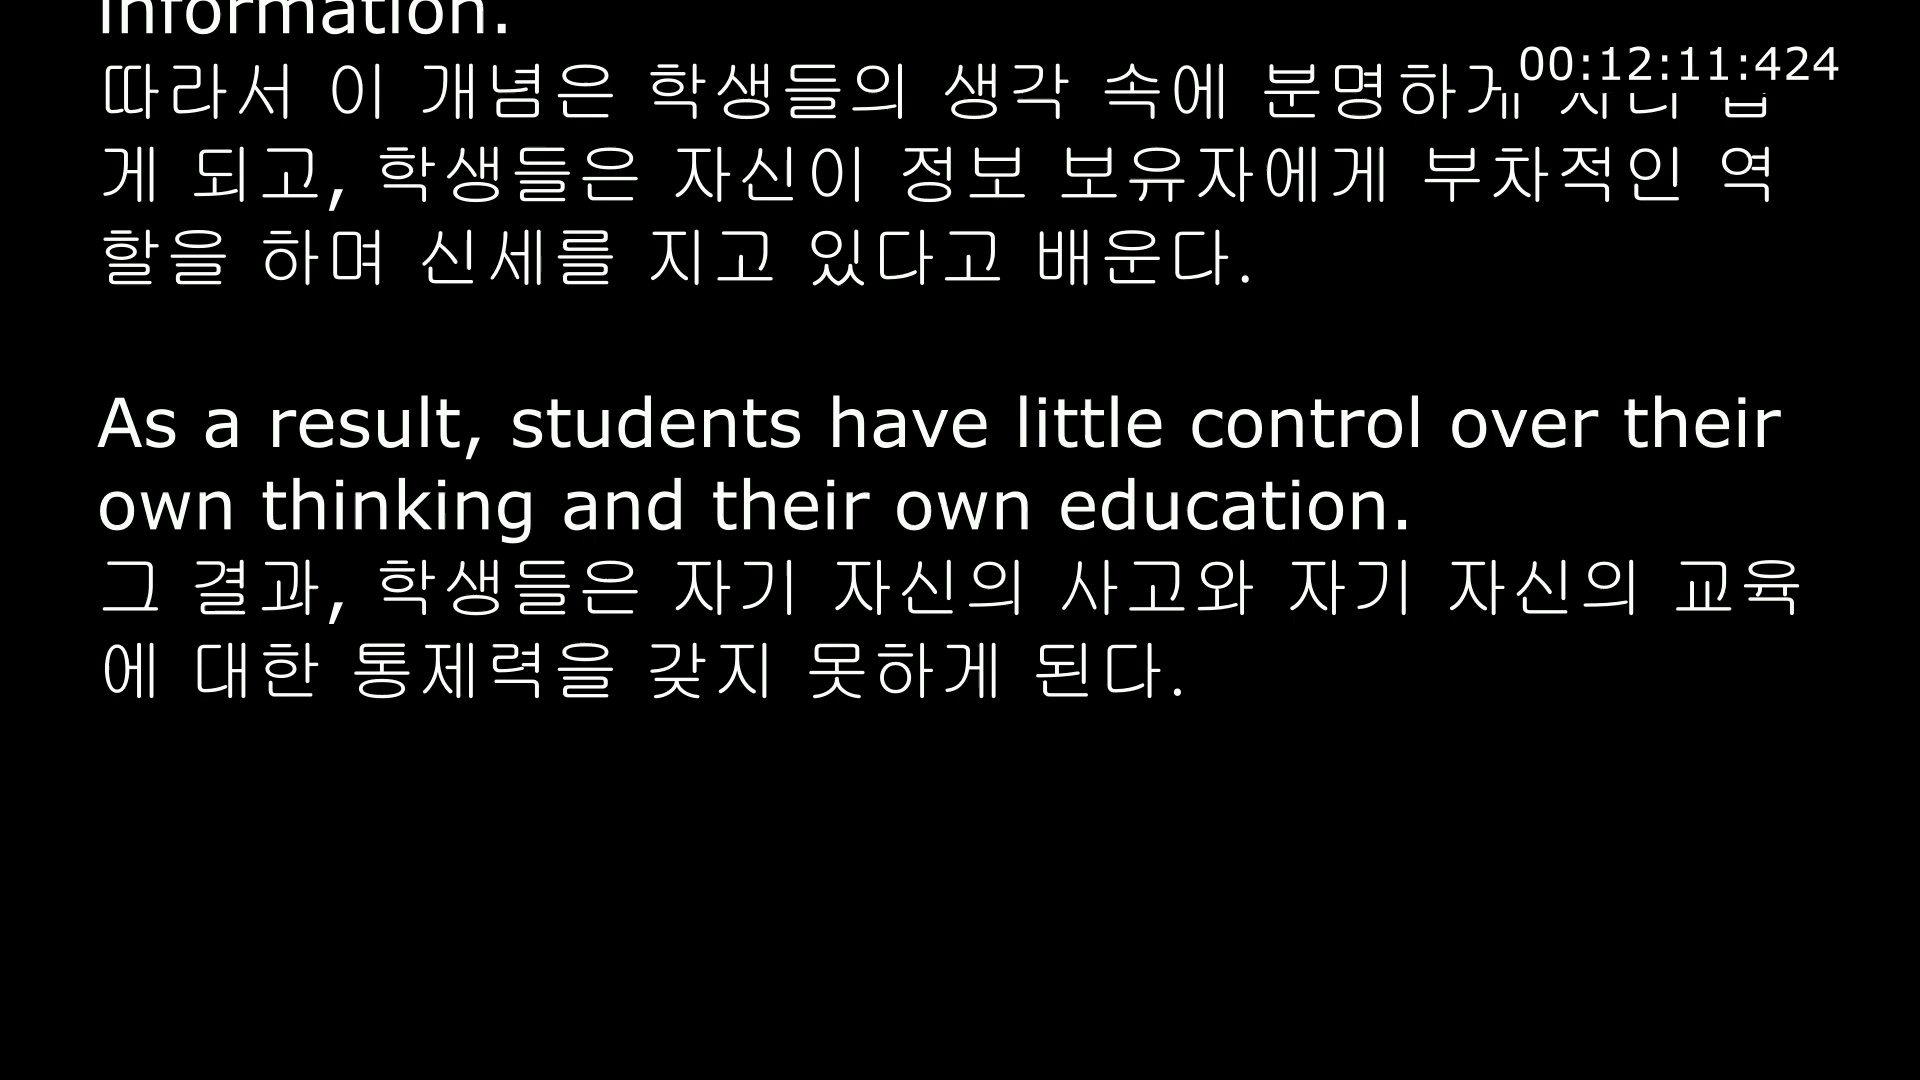 information.
00:12:11:424
따라서 이 개념은 학생들의 생각 속에 분명하게
게 되고, 학생들은 자신이 정보 보유자에게 부차적인 역
할을 하며 신세를 지고 있다고 배운다.
As a result, students have little control over their
own thinking and their own education.
그 결과, 학생들은 자기 자신의 사고와 자기 자신의 교육
에 대한 통제력을 갖지 못하게 된다.